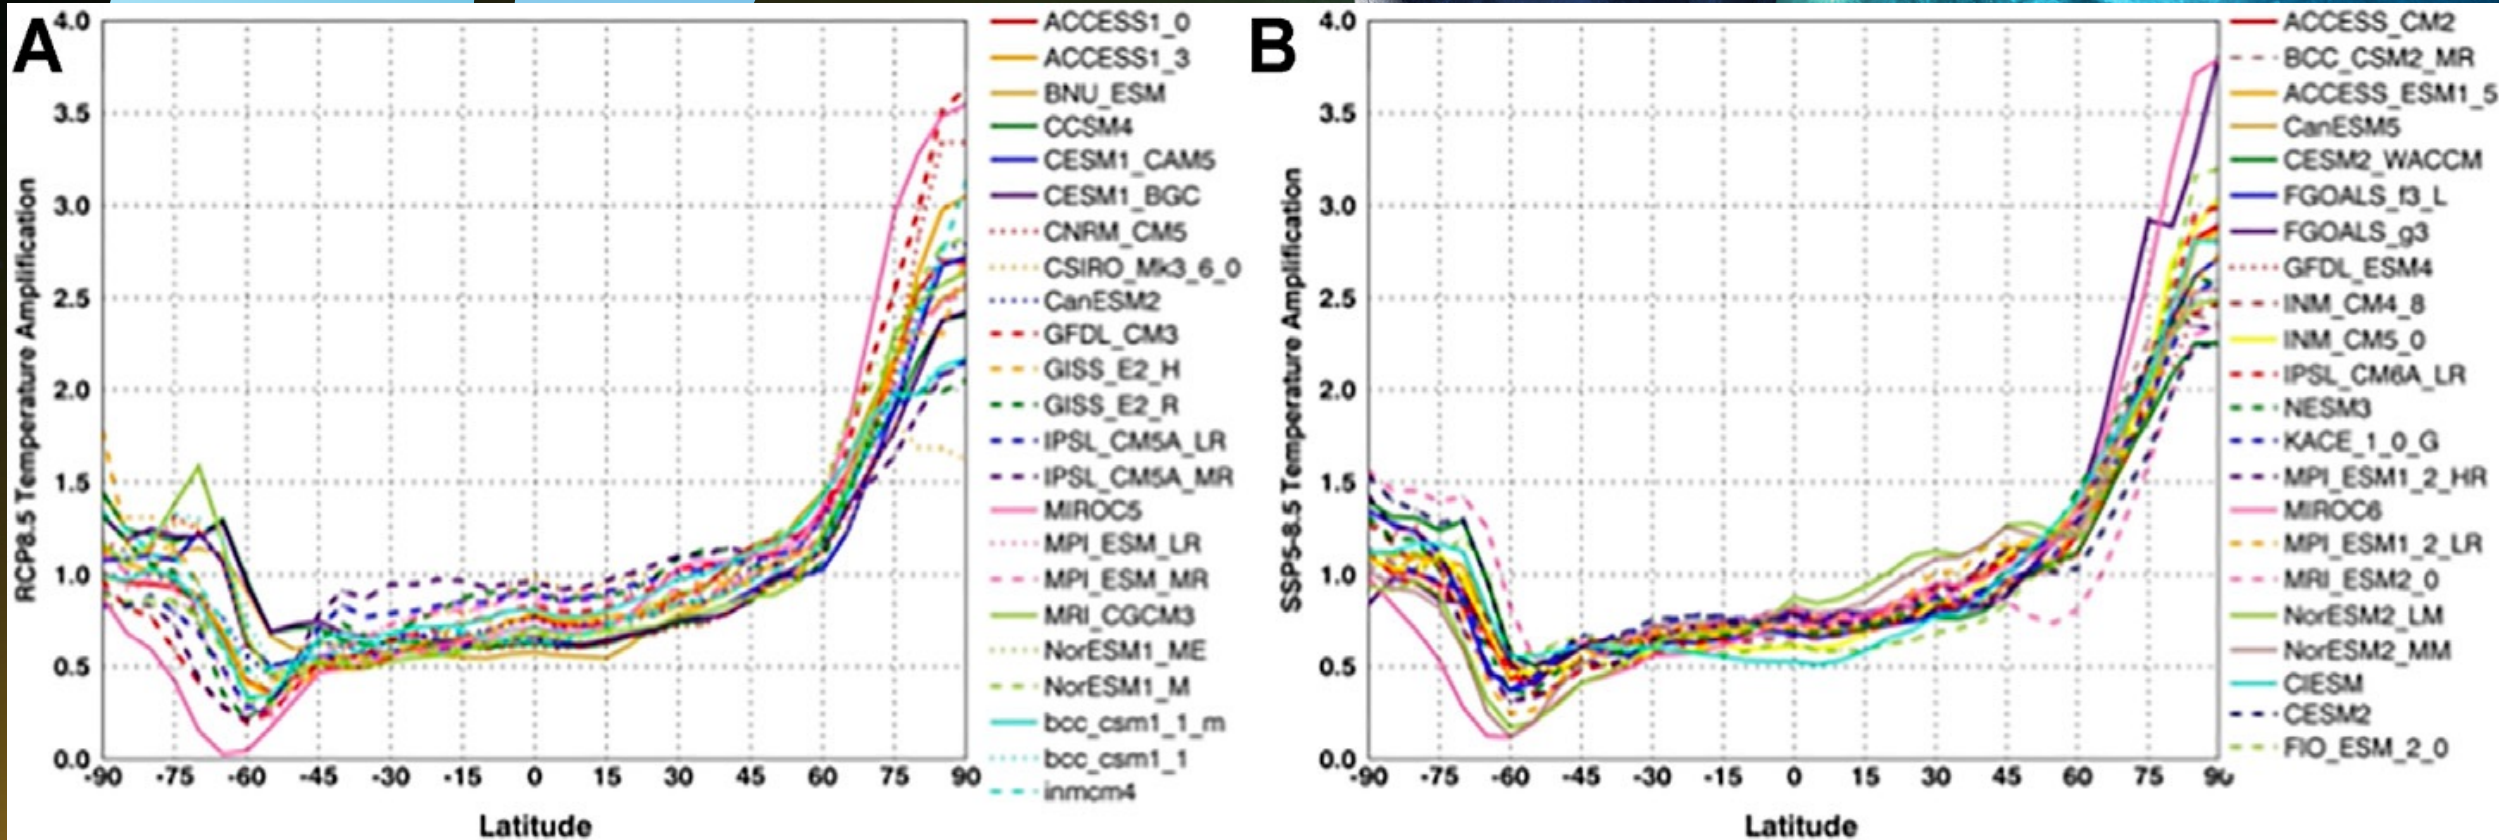 A
RCP8.5 Temperature Amplification
4.0
3.5
3.0
2.5
2.0
1.5
1.0
0.5
0.0
-90 -75 -60 -45 -30 -15 0 15 30 45 60 75 90
Latitude
ACCESS1_0
ACCESS1_3
BNU_ESM
CCSM4
CESM1_CAM5
CESM1_BGC
CNRM_CM5
CSIRO_Mk3_6_0
CanESM2
GFDL_CM3
GISS_E2_H
GISS_E2_R
IPSL_CM5A_LR
IPSL_CM5A_MR
MIROC5
MPI_ESM_LR
MPI_ESM_MR
MRI_CGCM3
NorESM1_ME
NorESM1_M
bcc_csm1_1_m
bcc_csm1_1
inmcm4
B
SSP5-8.5 Temperature Amplification
4.0
3.5
3.0
2.5
2.0
1.5
1.0
0.5
0.0
-90 -75 -60 -45 -30 -15 0 15 30 45 60 75 90
Latitude
ACCESS_CM2
BCC_CSM2_MR
ACCESS_ESM1_5
CanESM5
CESM2_WACCM
FGOALS_f3_L
FGOALS_g3
GFDL_ESM4
INM_CM4_8
INM_CM5_0
IPSL_CM6A_LR
NESM3
KACE_1_0_G
MPI_ESM1_2_HR
MIROC6
MPI_ESM1_2_LR
MRI_ESM2_0
NorESM2_LM
NorESM2_MM
CIESM
CESM2
FIO_ESM_2_0